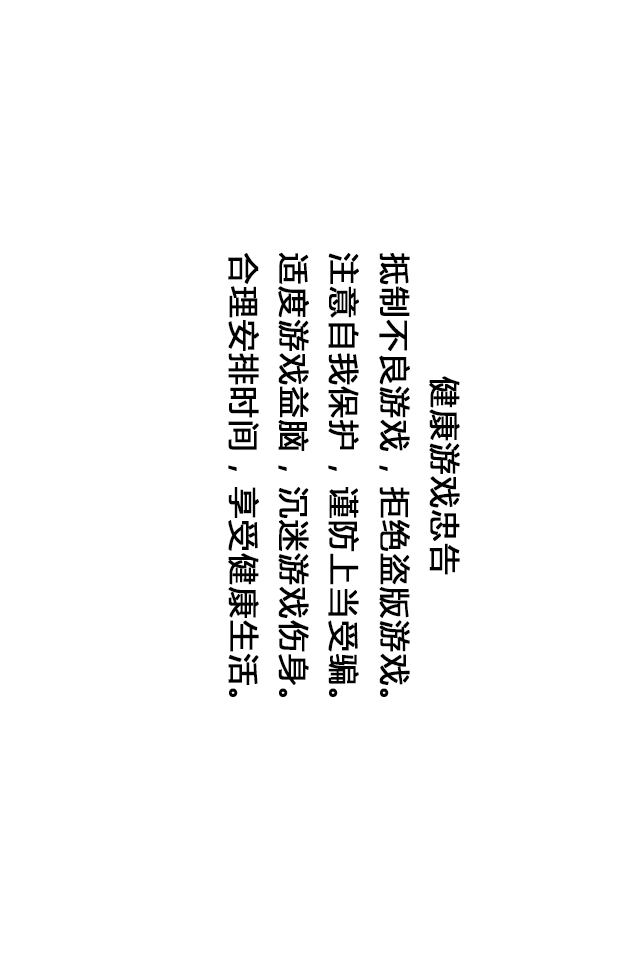 健康游戏忠告
抵制不良游戏，拒绝盗版游戏。
注意自我保护，谨防上当受骗。
适度游戏益脑，沉迷游戏伤身。
合理安排时间，享受健康生活。